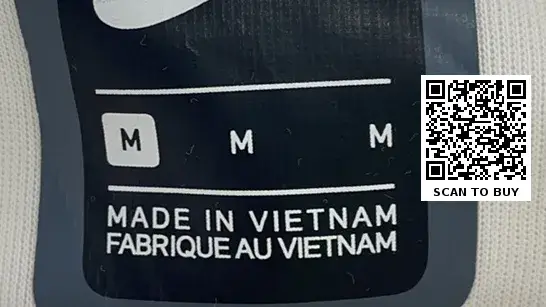 M M M
MADE IN VIETNAM
FABRIQUE AU VIETNAM
SCAN TO BUY